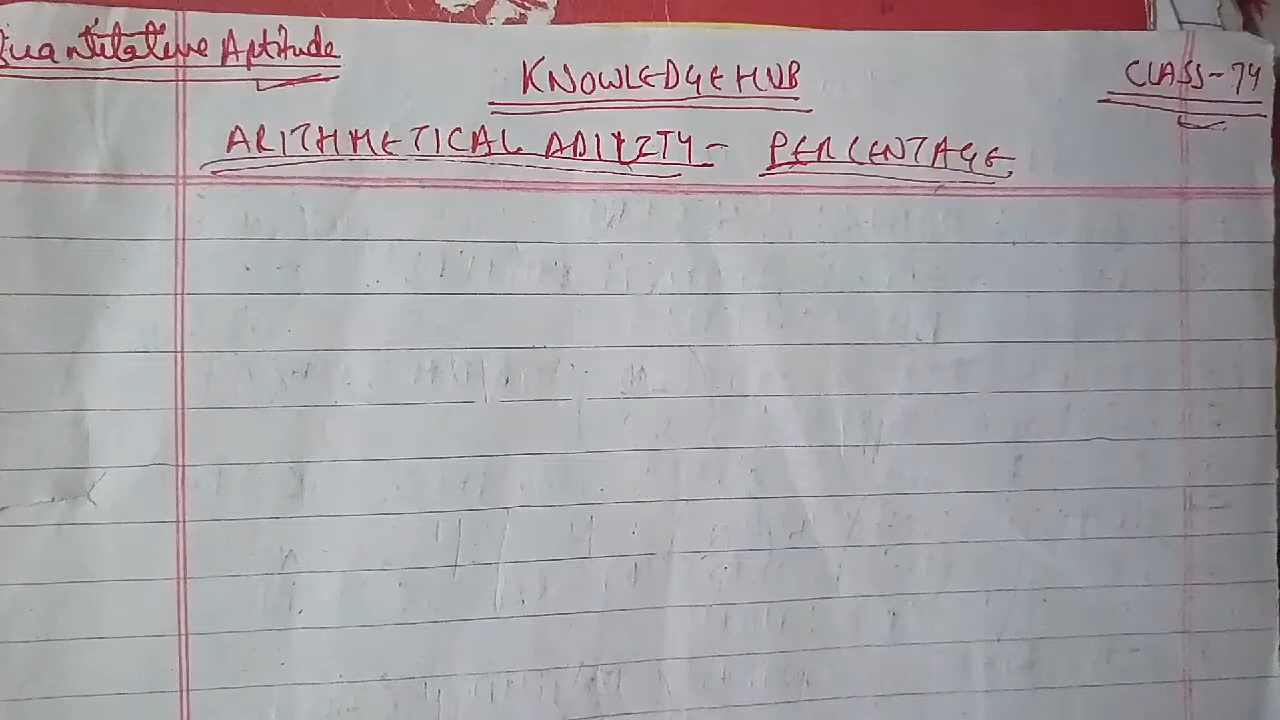 Quantitative Aptitude
KNOWLEDGE HUB
CLASS-74
ARITHMETICAL ABILITY- PERCENTAGE